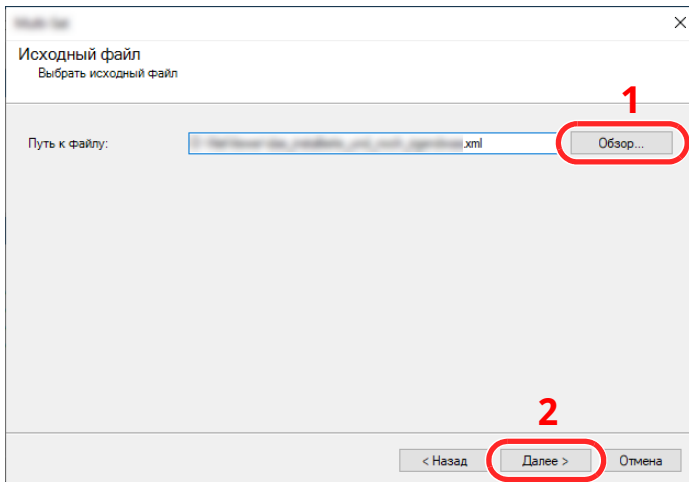 Исходный файл
Выбрать исходный файл
1
Путь к файлу:
.xml
Обзор...
2
< Назад
Далее >
Отмена